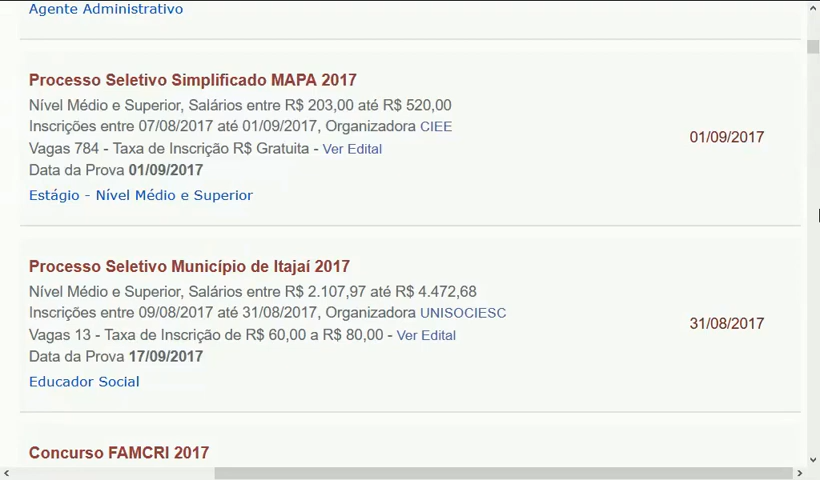 Agente Administrativo
Processo Seletivo Simplificado MAPA 2017
Nível Médio e Superior, Salários entre R$ 203,00 até R$ 520,00
Inscrições entre 07/08/2017 até 01/09/2017, Organizadora CIEE
01/09/2017
Vagas 784 - Taxa de Inscrição R$ Gratuita - Ver Edital
Data da Prova 01/09/2017
Estágio - Nível Médio e Superior
Processo Seletivo Município de Itajaí 2017
Nível Médio e Superior, Salários entre R$ 2.107,97 até R$ 4.472,68
Inscrições entre 09/08/2017 até 31/08/2017, Organizadora UNISOCIESC
31/08/2017
Vagas 13 - Taxa de Inscrição de R$ 60,00 a R$ 80,00 - Ver Edital
Data da Prova 17/09/2017
Educador Social
Concurso FAMCRI 2017